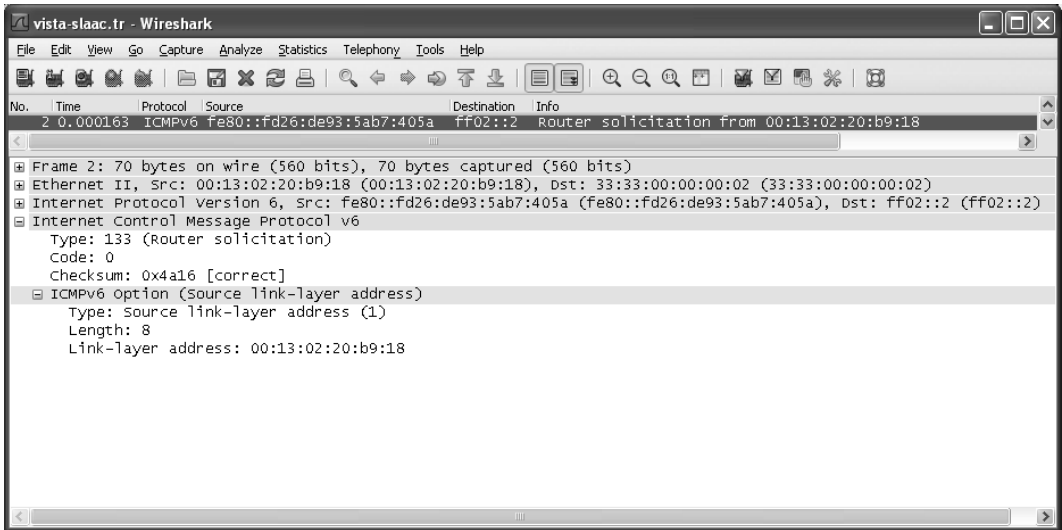 vista-slaac.tr - Wireshark
File Edit View Go Capture Analyze Statistics Telephony Tools Help
No. Time Protocol Source Destination Info
2 0.000163 ICMPv6 fe80::fd26:de93:5ab7:405a ff02::2 Router solicitation from 00:13:02:20:b9:18
Frame 2: 70 bytes on wire (560 bits), 70 bytes captured (560 bits)
Ethernet II, Src: 00:13:02:20:b9:18 (00:13:02:20:b9:18), Dst: 33:33:00:00:00:02 (33:33:00:00:00:02)
Internet Protocol Version 6, Src: fe80::fd26:de93:5ab7:405a (fe80::fd26:de93:5ab7:405a), Dst: ff02::2 (ff02::2)
Internet Control Message Protocol v6
Type: 133 (Router solicitation)
Code: 0
Checksum: 0x4a16 [correct]
ICMPv6 Option (Source link-layer address)
Type: Source link-layer address (1)
Length: 8
Link-layer address: 00:13:02:20:b9:18